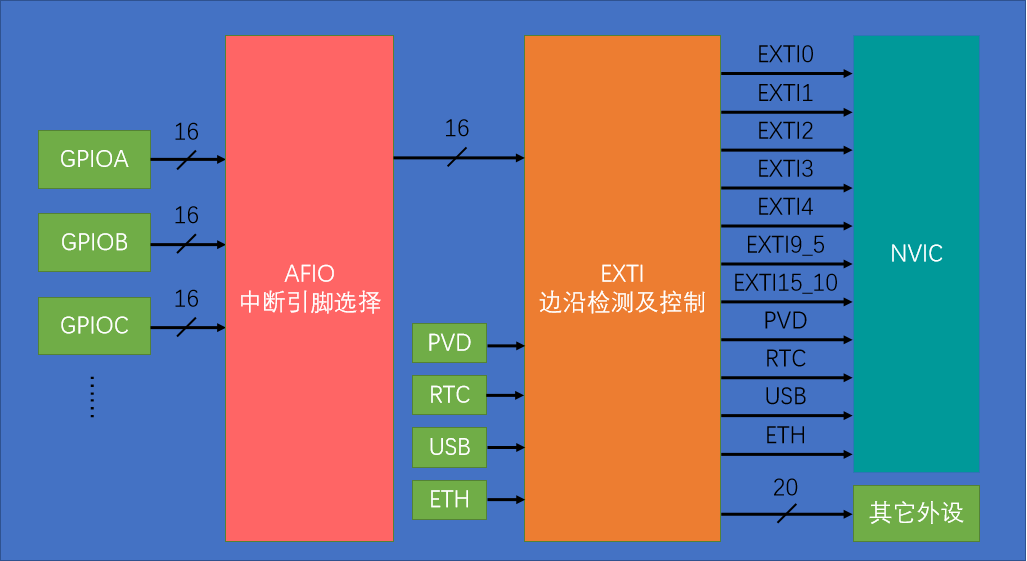 16
GPIOA
16
GPIOB
16
GPIOC
AFIO
中断引脚选择
16
PVD
RTC
USB
ETH
EXTI
边沿检测及控制
EXTI0
EXTI1
EXTI2
EXTI3
EXTI4
EXTI9_5
EXTI15_10
PVD
RTC
USB
ETH
20
NVIC
其它外设